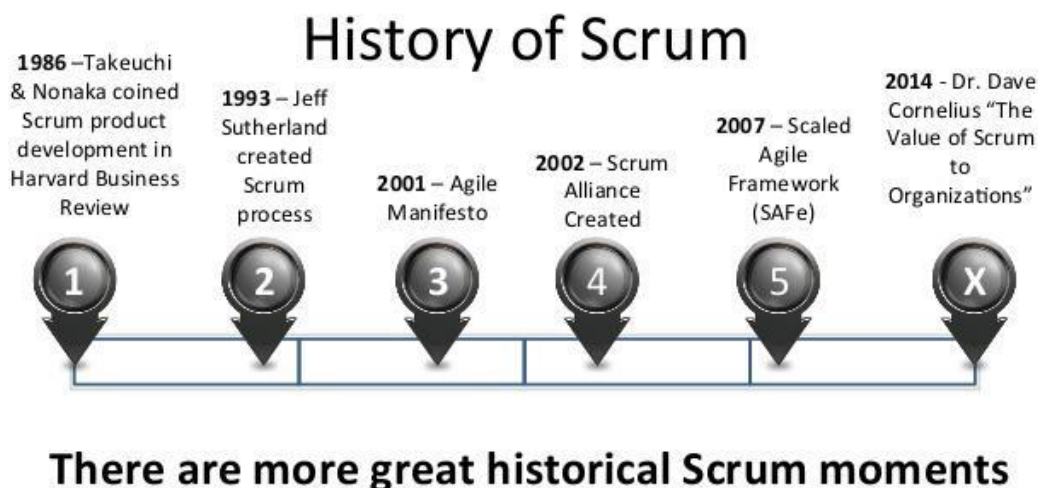 History of Scrum
1986 –Takeuchi
& Nonaka coined
Scrum product
development in
Harvard Business
Review
1993 – Jeff
Sutherland
created
Scrum
process
2001 – Agile
Manifesto
2002 – Scrum
Alliance
Created
2007 – Scaled
Agile
Framework
(SAFe)
2014 - Dr. Dave
Cornelius “The
Value of Scrum
to
Organizations”
1
2
3
4
5
X
There are more great historical Scrum moments